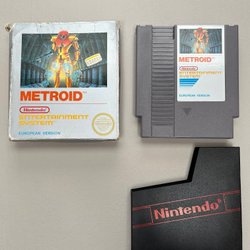 METROID
Nintendo
ENTERTAINMENT
SYSTEM
EUROPEAN VERSION
METROID
Nintendo
ENTERTAINMENT
SYSTEM
EUROPEAN VERSION
Nintendo